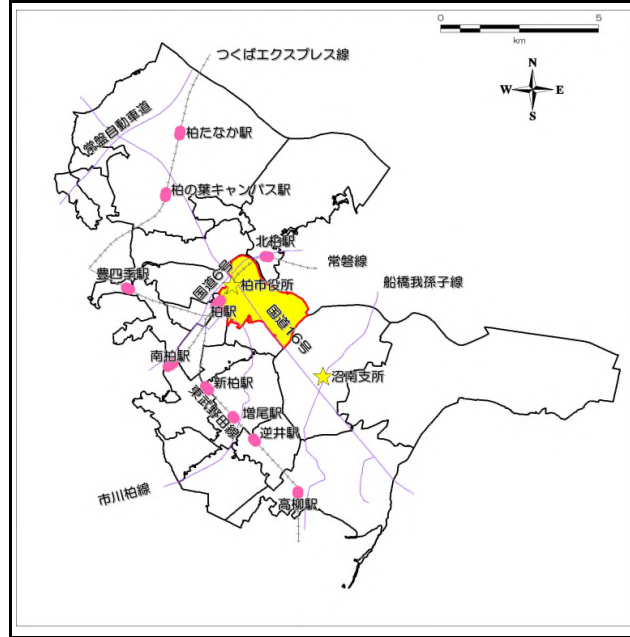 0 5
km
N
W E
S
つくばエクスプレス線
常盤自動車道
柏たなか駅
柏の葉キャンパス駅
北柏駅
常磐線
豊四季駅
国道6号
柏市役所
船橋我孫子線
柏駅
国道16号
南柏駅
沼南支所
新柏駅
東武野田線
増尾駅
逆井駅
市川柏線
高柳駅